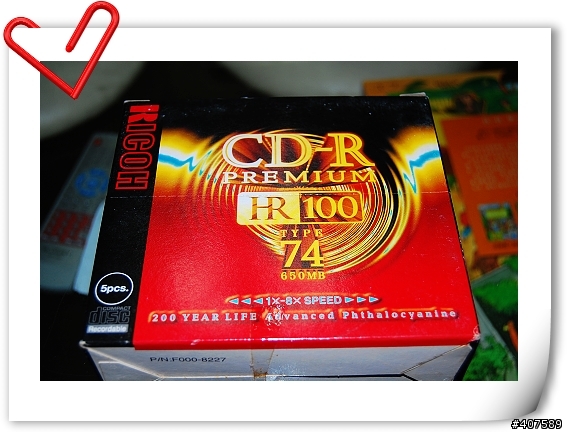 RICOH
CD-R
PREMIUM
HR 100
TYPE
74
650MB
5pcs.
COMPACT
disc
Recordable
1X-8X SPEED
200 YEAR LIFE Advanced Phthalocyanine
P/N:F000-8227
#407589